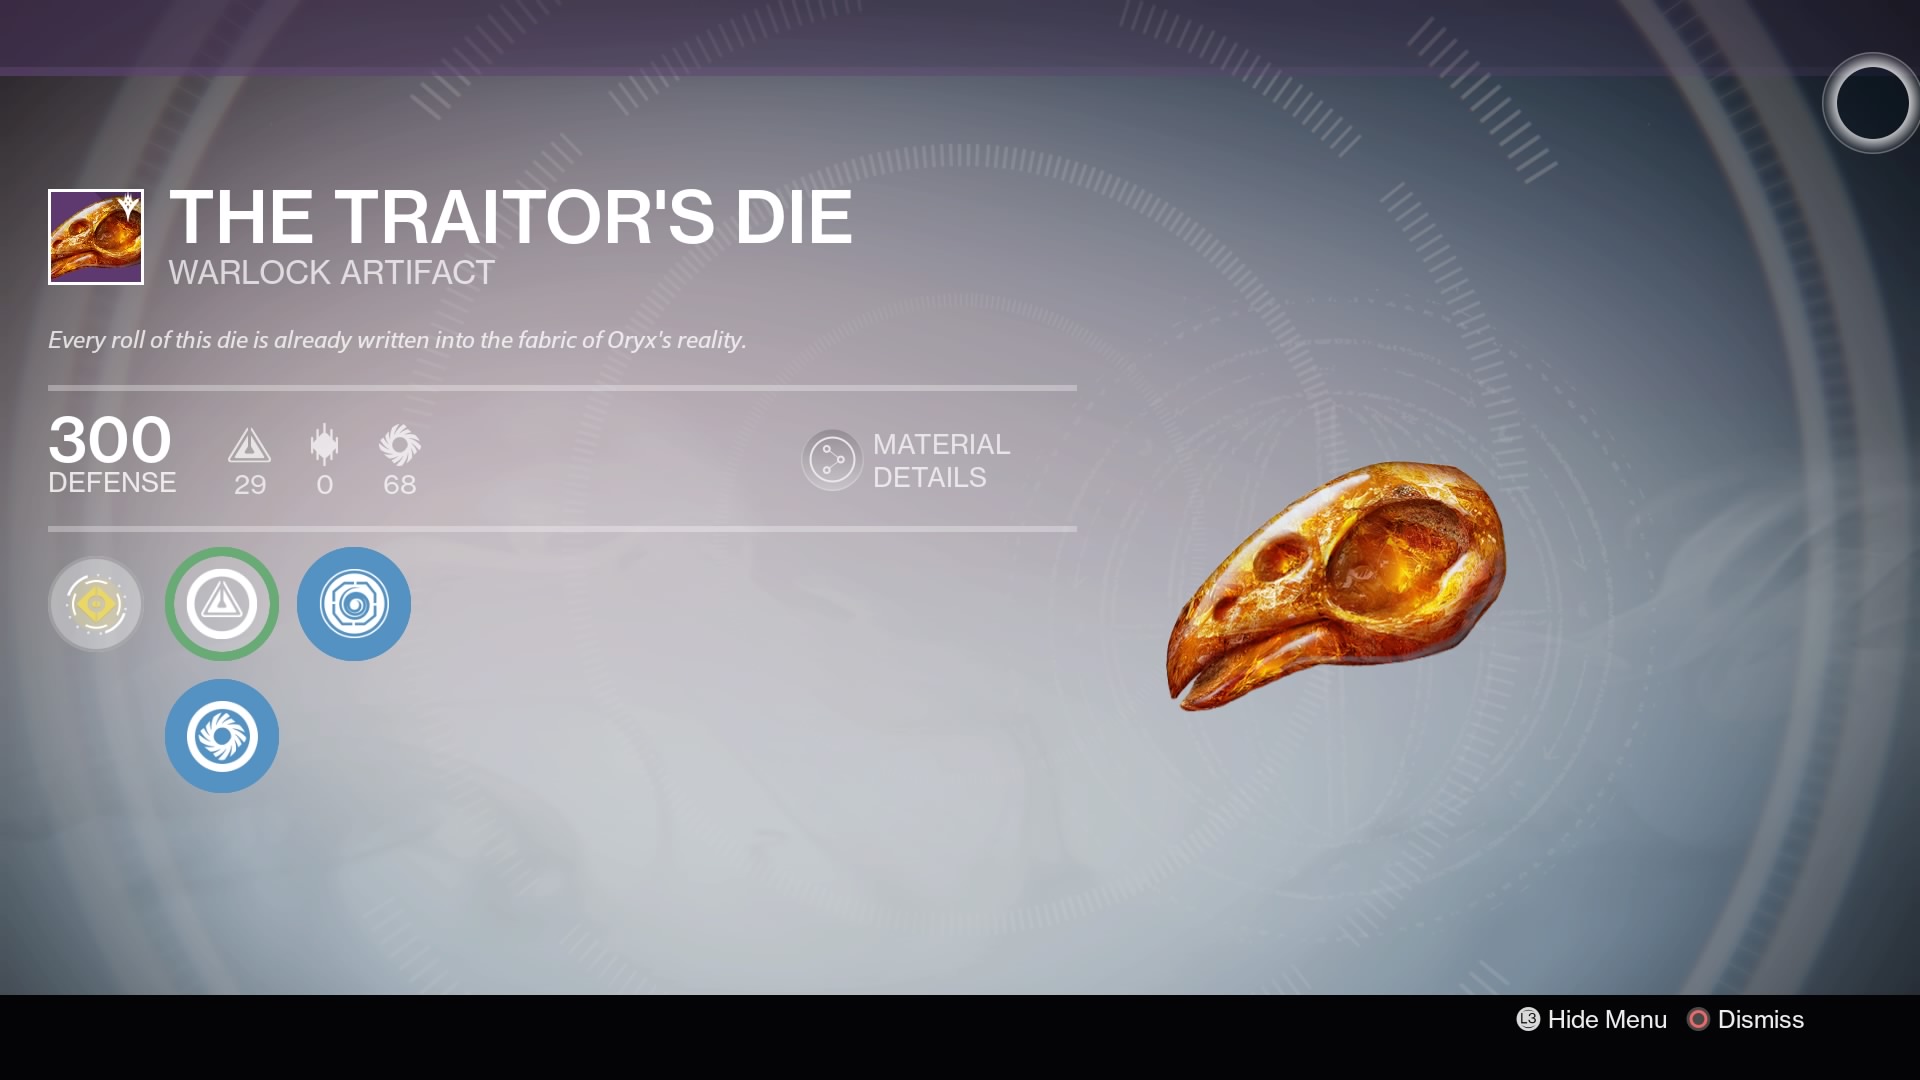 THE TRAITOR'S DIE
WARLOCK ARTIFACT
Every roll of this die is already written into the fabric of Oryx's reality.
300
DEFENSE
29 0 68
MATERIAL
DETAILS
L3 Hide Menu Dismiss